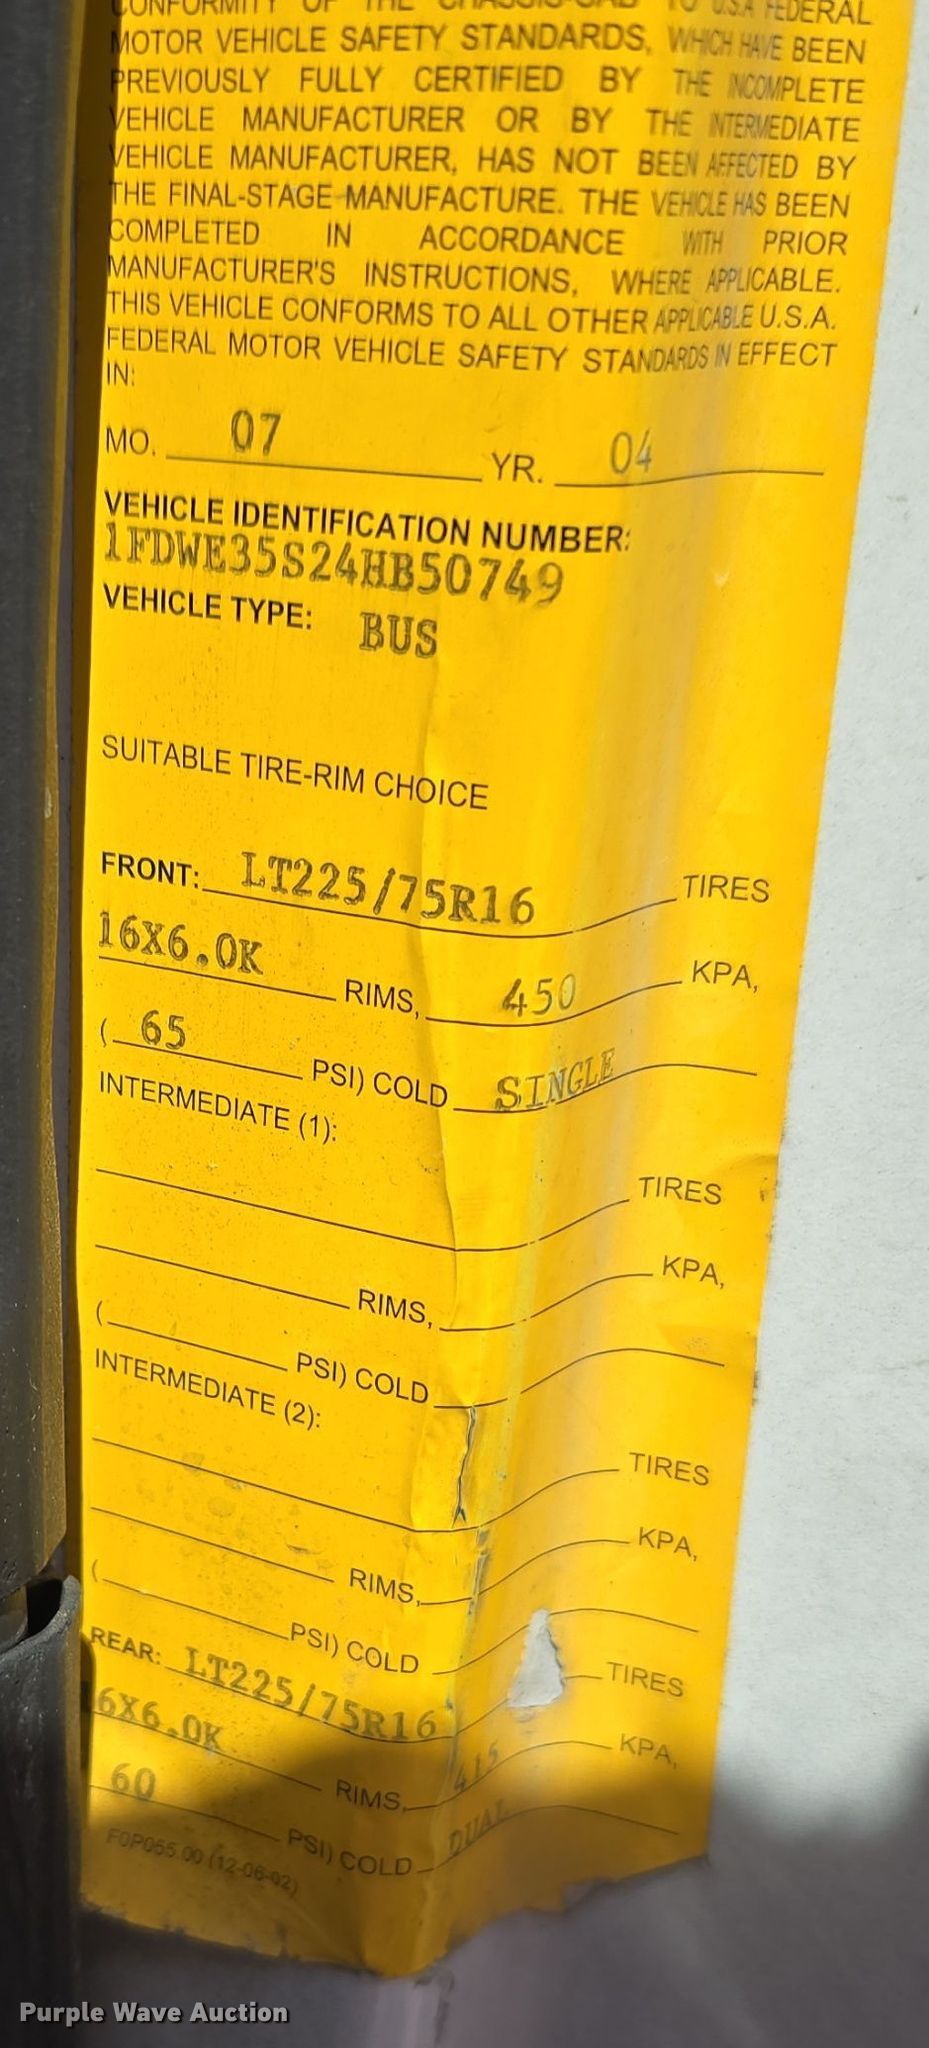 CONFORMITY OF THE CHASSIS-CAB TO U.S.A FEDERAL
MOTOR VEHICLE SAFETY STANDARDS, WHICH HAVE BEEN
PREVIOUSLY FULLY CERTIFIED BY THE INCOMPLETE
VEHICLE MANUFACTURER OR BY THE INTERMEDIATE
VEHICLE MANUFACTURER, HAS NOT BEEN AFFECTED BY
THE FINAL-STAGE MANUFACTURE. THE VEHICLE HAS BEEN
COMPLETED IN ACCORDANCE WITH PRIOR
MANUFACTURER'S INSTRUCTIONS, WHERE APPLICABLE.
THIS VEHICLE CONFORMS TO ALL OTHER APPLICABLE U.S.A.
FEDERAL MOTOR VEHICLE SAFETY STANDARDS IN EFFECT
IN:
MO. 07 YR. 04
VEHICLE IDENTIFICATION NUMBER:
1FDWE35S24HB50749
VEHICLE TYPE: BUS
SUITABLE TIRE-RIM CHOICE
FRONT: LT225/75R16 TIRES
16X6.0K RIMS, 450 KPA,
( 65 PSI) COLD SINGLE
INTERMEDIATE (1):
TIRES
RIMS, KPA,
( PSI) COLD
INTERMEDIATE (2):
TIRES
RIMS, KPA,
( PSI) COLD
REAR: LT225/75R16 TIRES
6X6.0K RIMS, 415 KPA,
60 PSI) COLD DUAL
F0P065.00 (12-06-02)
Purple Wave Auction